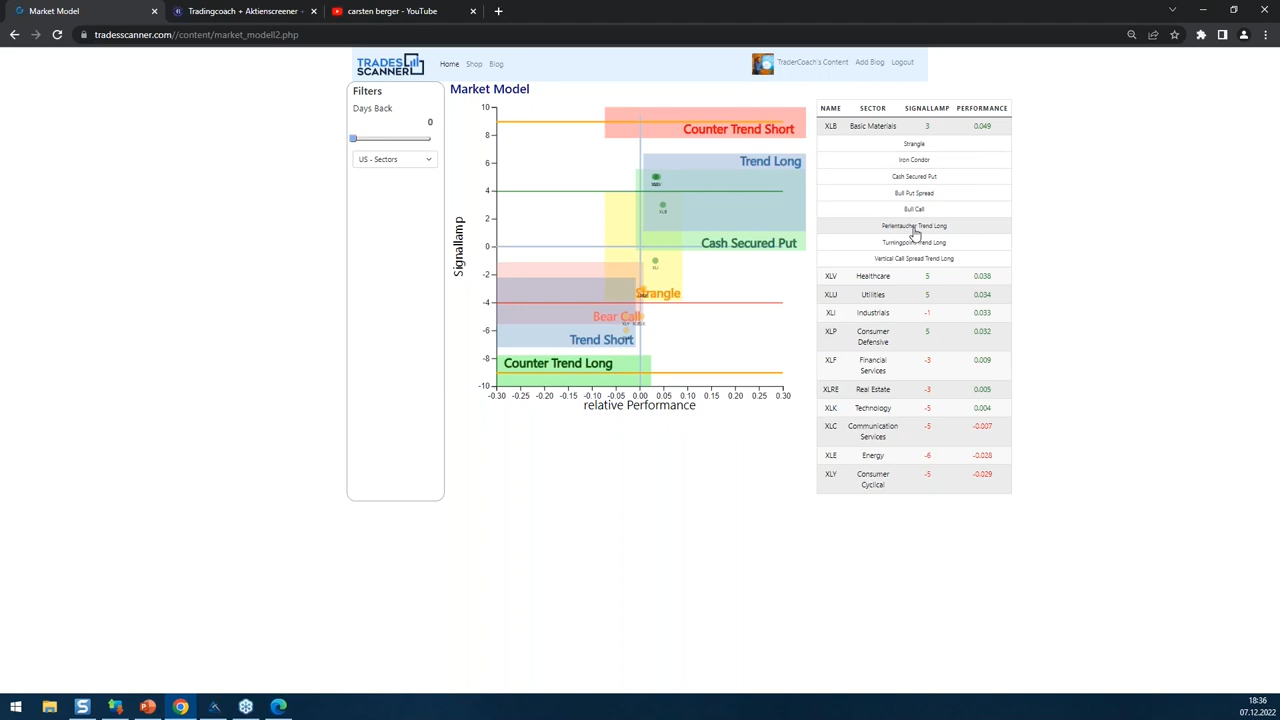 Market Model
Tradingcoach + Aktienscreener +
carsten berger - YouTube
tradesscanner.com//content/market_modell2.php
TRADES
SCANNER
Home
Shop
Blog
TraderCoach's Content
Add Blog
Logout
Filters
Days Back
0
US - Sectors
Market Model
10
8
6
4
2
0
-2
-4
-6
-8
-10
Signallamp
Counter Trend Short
Trend Long
Cash Secured Put
Strangle
Bear Call
Trend Short
Counter Trend Long
XLB
XLI
-0.30 -0.25 -0.20 -0.15 -0.10 -0.05 0.00 0.05 0.10 0.15 0.20 0.25 0.30
relative Performance
NAME SECTOR SIGNALLAMP PERFORMANCE
XLB Basic Materials 3 0.049
Strangle
Iron Condor
Cash Secured Put
Bull Put Spread
Bull Call
Perlentaucher Trend Long
Turningpoint Trend Long
Vertical Call Spread Trend Long
XLV Healthcare 5 0.038
XLU Utilities 5 0.034
XLI Industrials -1 0.033
XLP Consumer Defensive 5 0.032
XLF Financial Services -3 0.009
XLRE Real Estate -3 0.005
XLK Technology -5 0.004
XLC Communication Services -5 -0.007
XLE Energy -6 -0.028
XLY Consumer Cyclical -5 -0.029
18:36
07.12.2022